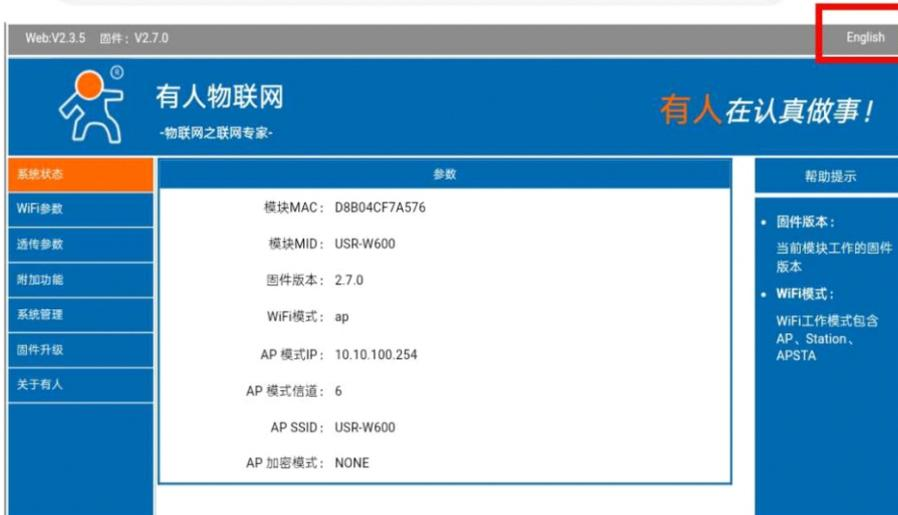 Web:V2.3.5 固件：V2.7.0
English
®
有人物联网
-物联网之联网专家-
有人在认真做事！
系统状态
WiFi参数
透传参数
附加功能
系统管理
固件升级
关于有人
参数
模块MAC： D8B04CF7A576
模块MID： USR-W600
固件版本： 2.7.0
WiFi模式： ap
AP 模式IP： 10.10.100.254
AP 模式信道： 6
AP SSID： USR-W600
AP 加密模式： NONE
帮助提示
• 固件版本：
当前模块工作的固件
版本
• WiFi模式：
WiFi工作模式包含
AP、Station、
APSTA